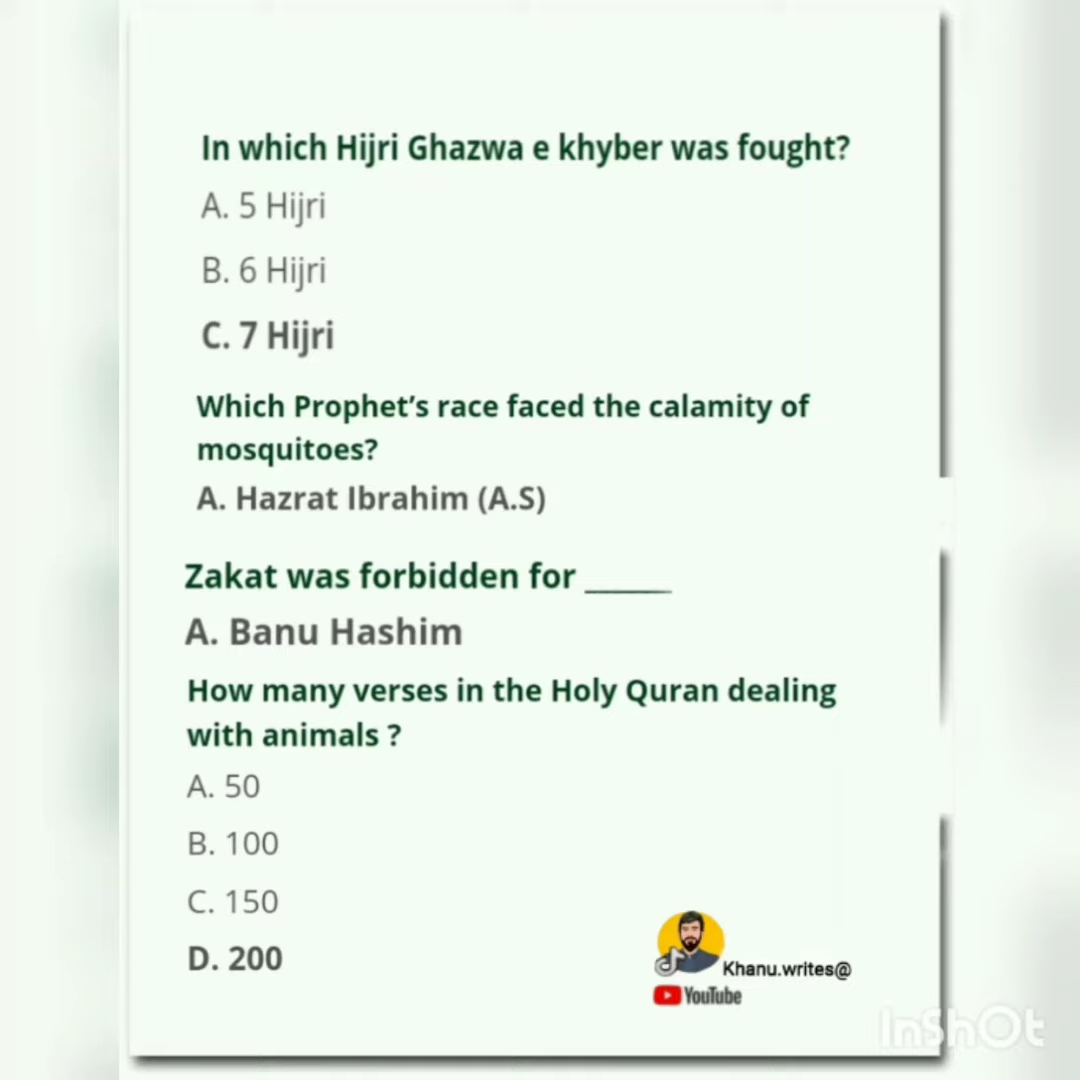 In which Hijri Ghazwa e khyber was fought?
A. 5 Hijri
B. 6 Hijri
C. 7 Hijri
Which Prophet’s race faced the calamity of
mosquitoes?
A. Hazrat Ibrahim (A.S)
Zakat was forbidden for _____
A. Banu Hashim
How many verses in the Holy Quran dealing
with animals ?
A. 50
B. 100
C. 150
D. 200
Khanu.writes@
YouTube
InShOt